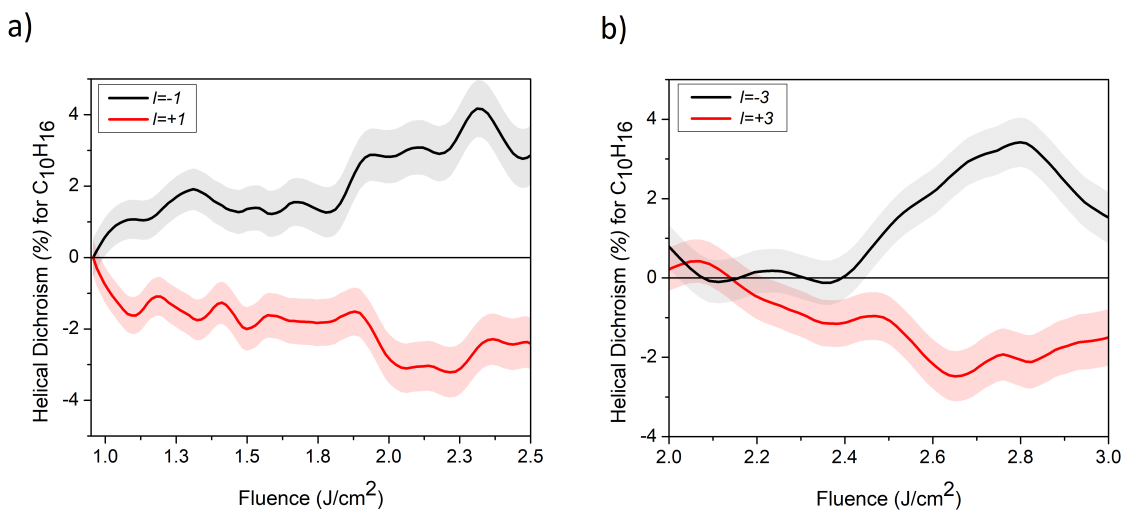 a)
Helical Dichroism (%) for C10H16
4
2
0
-2
-4
l=-1
l=+1
1.0 1.3 1.5 1.8 2.0 2.3 2.5
Fluence (J/cm2)
b)
Helical Dichroism (%) for C10H16
4
2
0
-2
-4
l=-3
l=+3
2.0 2.2 2.4 2.6 2.8 3.0
Fluence (J/cm2)